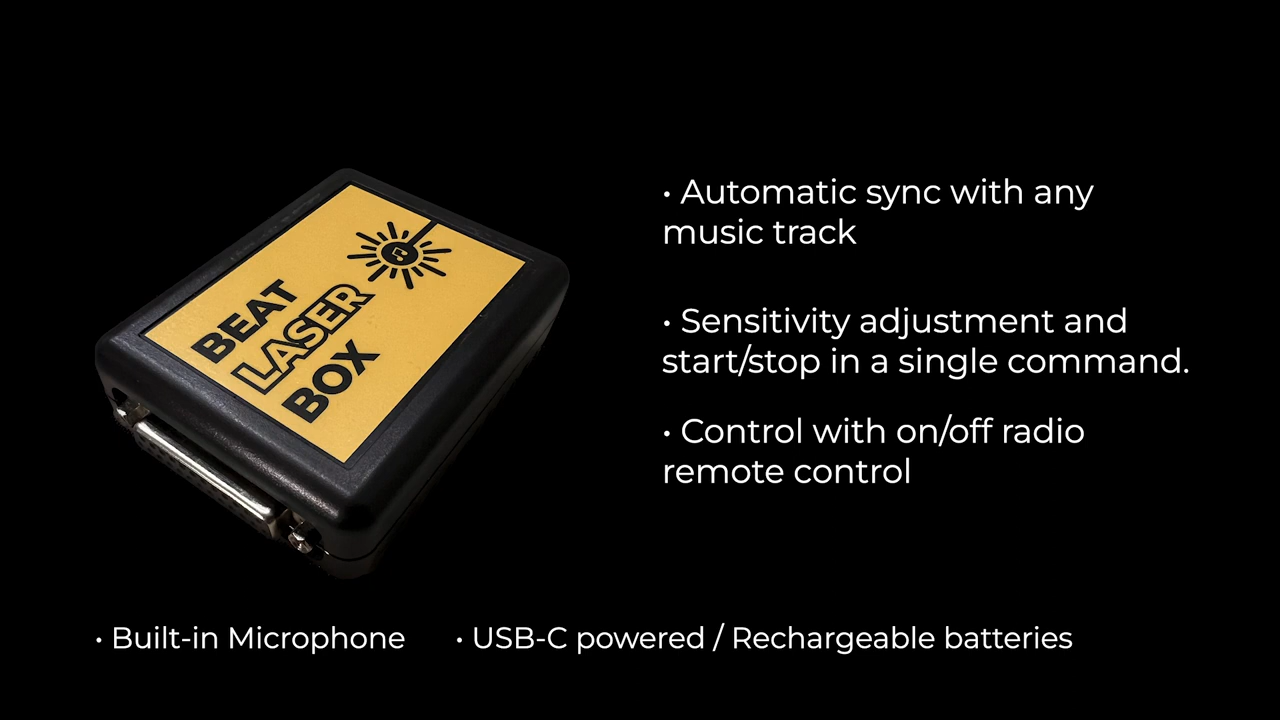 BEAT
LASER
BOX
• Automatic sync with any
music track
• Sensitivity adjustment and
start/stop in a single command.
• Control with on/off radio
remote control
• Built-in Microphone
• USB-C powered / Rechargeable batteries